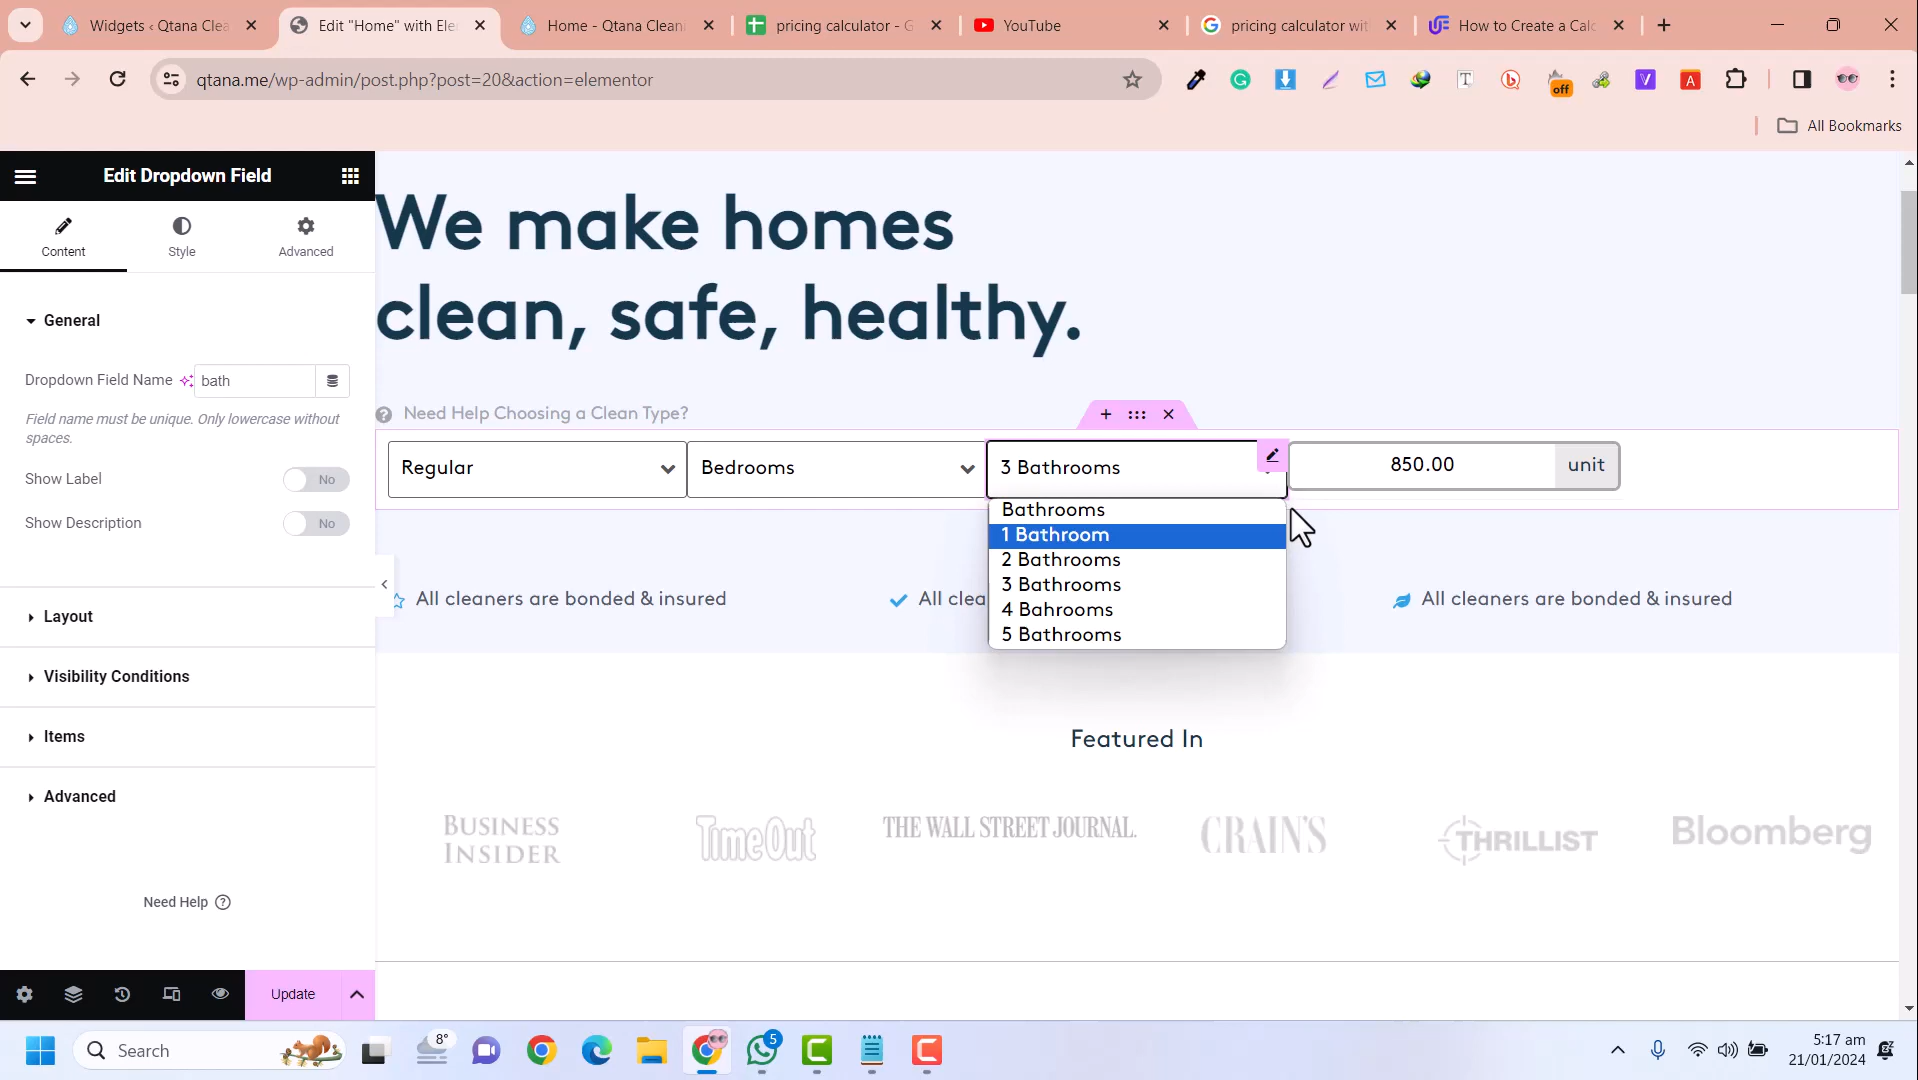 Widgets ‹ Qtana Clea
Edit "Home" with Ele
Home - Qtana Cleani
pricing calculator - G
YouTube
pricing calculator wit
How to Create a Calc
qtana.me/wp-admin/post.php?post=20&action=elementor
off
All Bookmarks
Edit Dropdown Field
Content
Style
Advanced
General
Dropdown Field Name
bath
Field name must be unique. Only lowercase without
spaces.
Show Label
No
Show Description
No
Layout
Visibility Conditions
Items
Advanced
Need Help
Update
We make homes
clean, safe, healthy.
Need Help Choosing a Clean Type?
Regular
Bedrooms
3 Bathrooms
850.00
unit
Bathrooms
1 Bathroom
2 Bathrooms
3 Bathrooms
4 Bahrooms
5 Bathrooms
All cleaners are bonded & insured
All clea
All cleaners are bonded & insured
Featured In
BUSINESS
INSIDER
TimeOut
THE WALL STREET JOURNAL.
CRAIN'S
THRILLIST
Bloomberg
Search
8°
5
5:17 am
21/01/2024